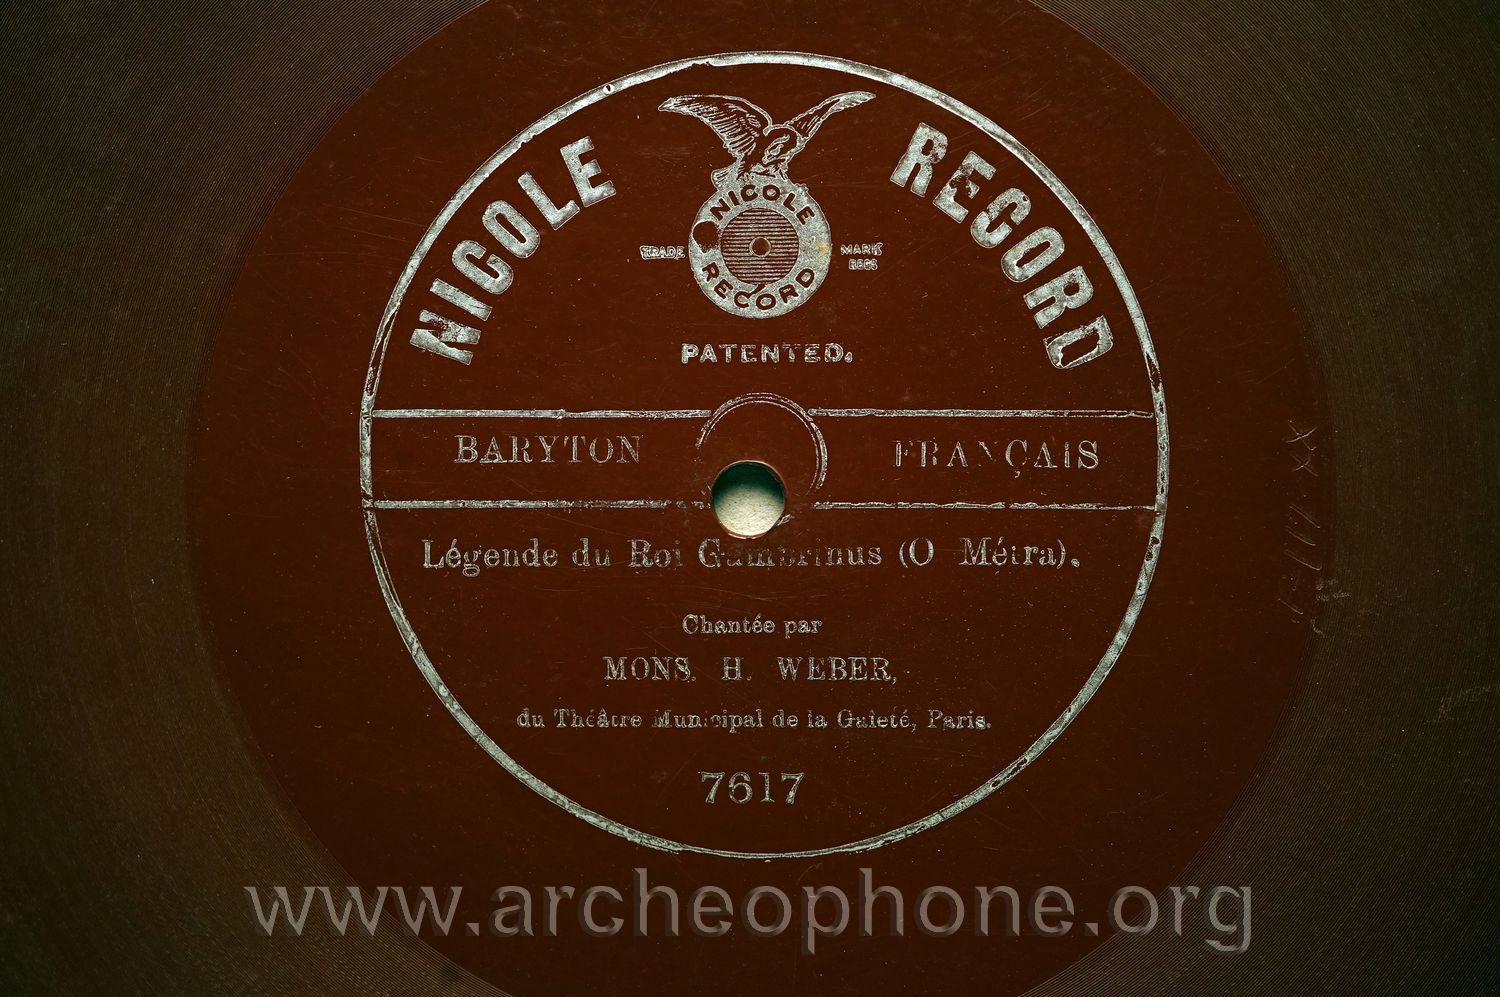 NICOLE RECORD
NICOLE
RECORD
TRADE MARK
REGS
PATENTED.
BARYTON FRANÇAIS
Légende du Roi Gambrinus (O Métra).
Chantée par
MONS. H. WEBER,
du Théâtre Municipal de la Gaieté, Paris.
7617
www.archeophone.org